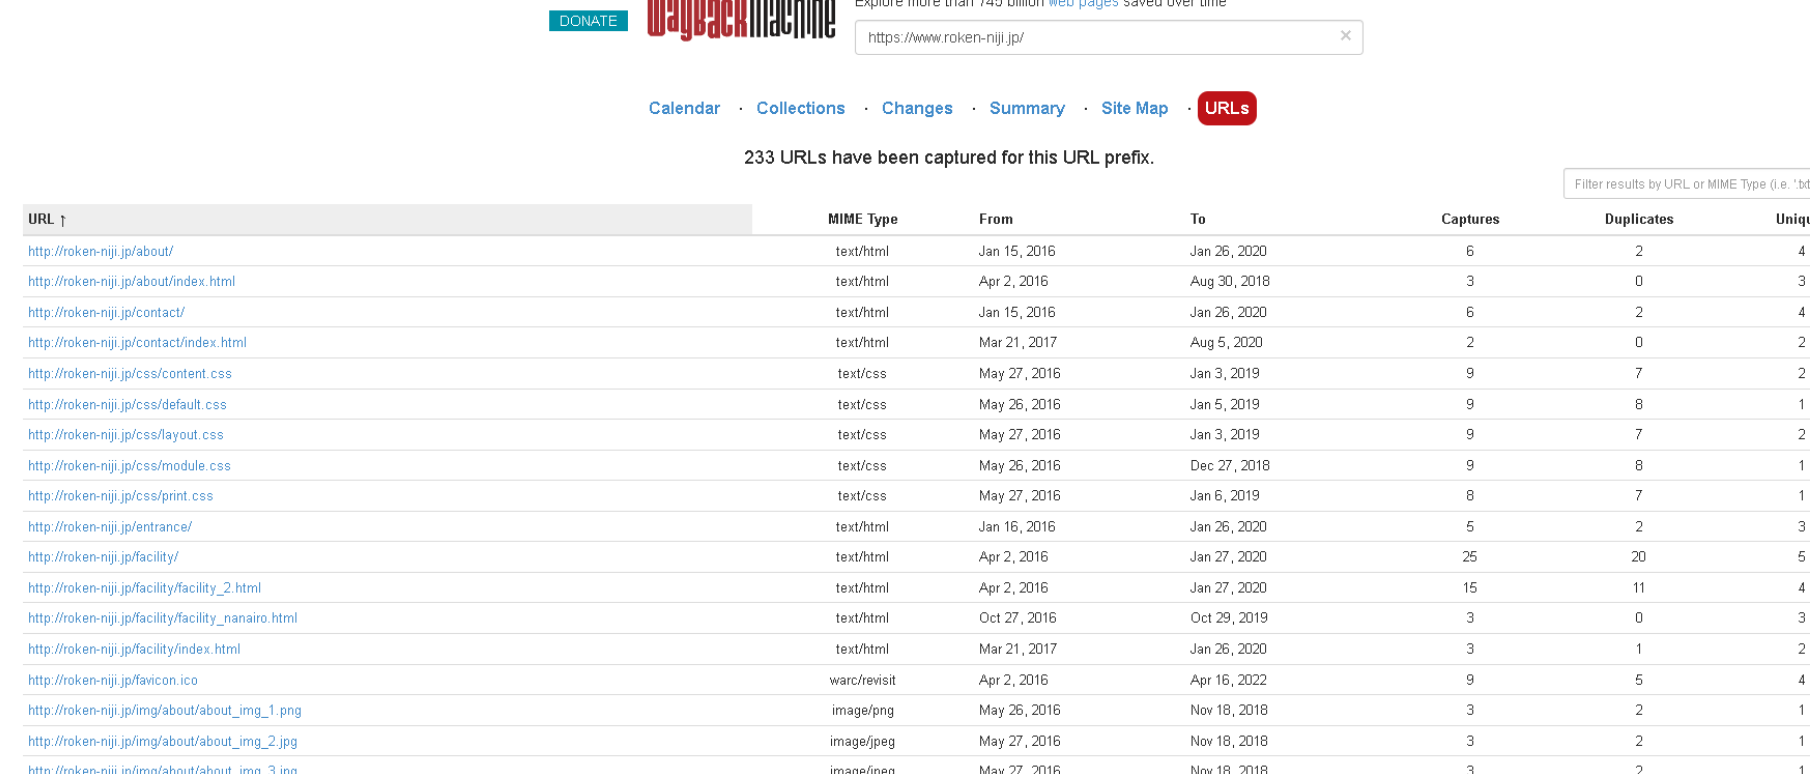 Explore more than 745 billion web pages saved over time
DONATE
WayBackMachine
https://www.roken-niji.jp/ ×
Calendar · Collections · Changes · Summary · Site Map · URLs
233 URLs have been captured for this URL prefix.
Filter results by URL or MIME Type (i.e. '.txt
URL ↑ MIME Type From To Captures Duplicates Uniqu
http://roken-niji.jp/about/ text/html Jan 15, 2016 Jan 26, 2020 6 2 4
http://roken-niji.jp/about/index.html text/html Apr 2, 2016 Aug 30, 2018 3 0 3
http://roken-niji.jp/contact/ text/html Jan 15, 2016 Jan 26, 2020 6 2 4
http://roken-niji.jp/contact/index.html text/html Mar 21, 2017 Aug 5, 2020 2 0 2
http://roken-niji.jp/css/content.css text/css May 27, 2016 Jan 3, 2019 9 7 2
http://roken-niji.jp/css/default.css text/css May 26, 2016 Jan 5, 2019 9 8 1
http://roken-niji.jp/css/layout.css text/css May 27, 2016 Jan 3, 2019 9 7 2
http://roken-niji.jp/css/module.css text/css May 26, 2016 Dec 27, 2018 9 8 1
http://roken-niji.jp/css/print.css text/css May 27, 2016 Jan 6, 2019 8 7 1
http://roken-niji.jp/entrance/ text/html Jan 16, 2016 Jan 26, 2020 5 2 3
http://roken-niji.jp/facility/ text/html Apr 2, 2016 Jan 27, 2020 25 20 5
http://roken-niji.jp/facility/facility_2.html text/html Apr 2, 2016 Jan 27, 2020 15 11 4
http://roken-niji.jp/facility/facility_nanairo.html text/html Oct 27, 2016 Oct 29, 2019 3 0 3
http://roken-niji.jp/facility/index.html text/html Mar 21, 2017 Jan 26, 2020 3 1 2
http://roken-niji.jp/favicon.ico warc/revisit Apr 2, 2016 Apr 16, 2022 9 5 4
http://roken-niji.jp/img/about/about_img_1.png image/png May 26, 2016 Nov 18, 2018 3 2 1
http://roken-niji.jp/img/about/about_img_2.jpg image/jpeg May 27, 2016 Nov 18, 2018 3 2 1
http://roken-niji.jp/img/about/about_img_3.jpg image/jpeg May 27, 2016 Nov 18, 2018 3 2 1